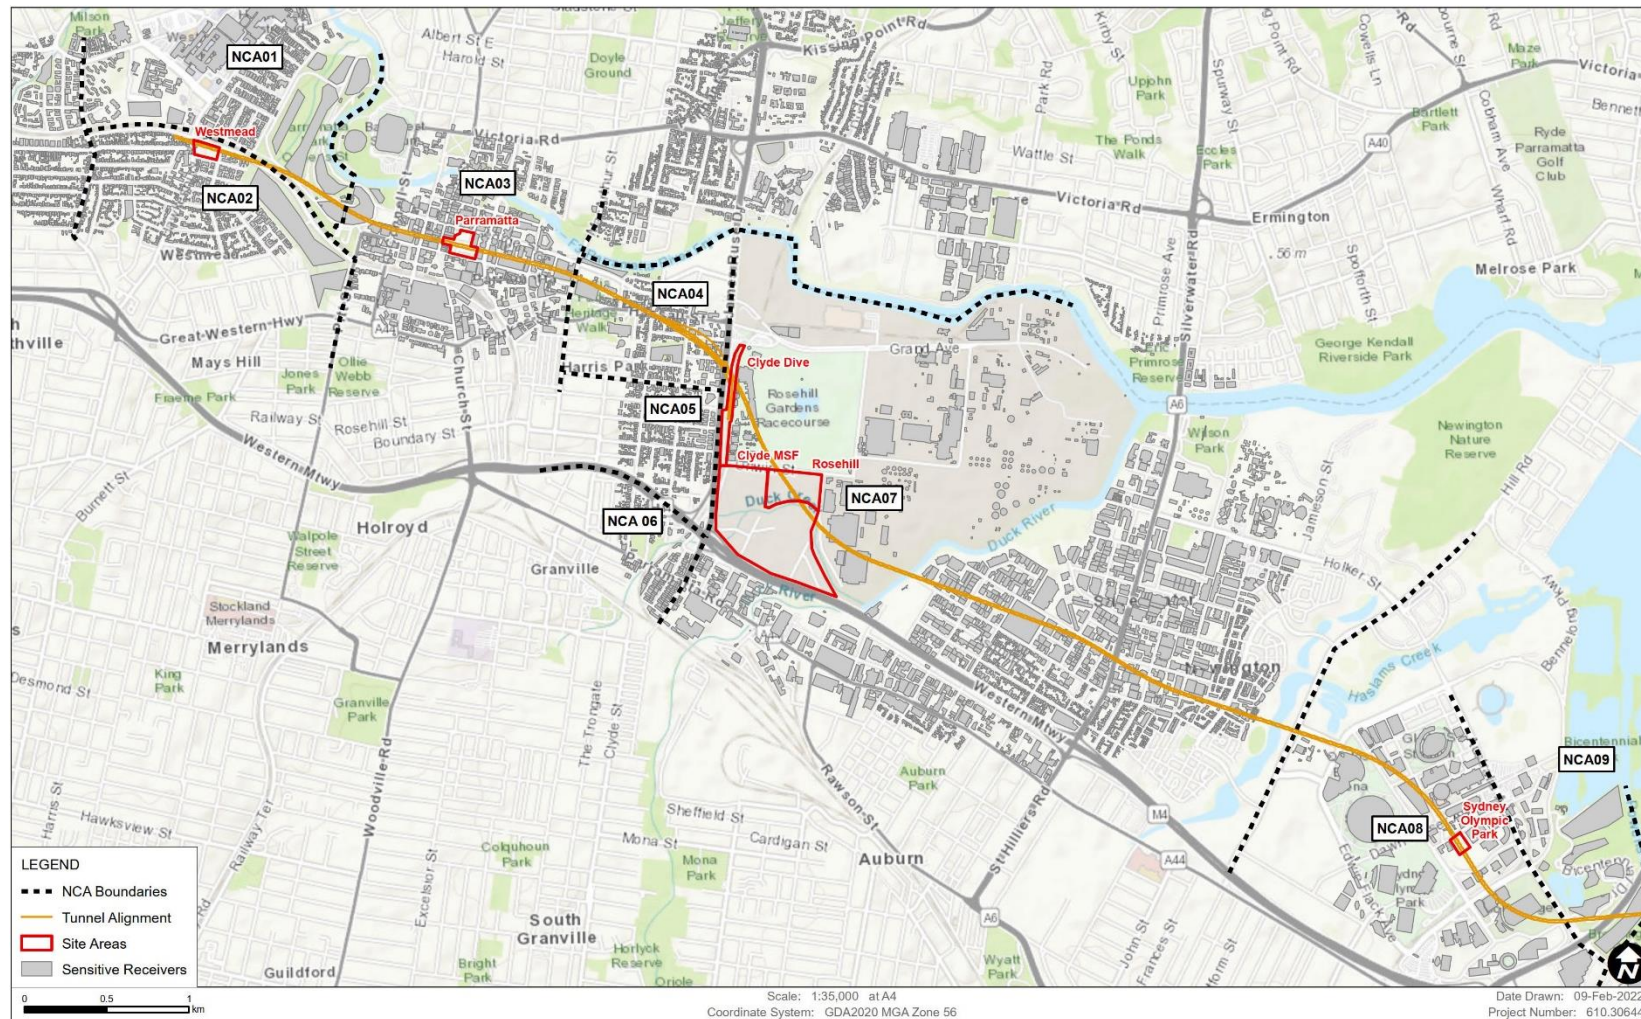 Milson
Park
NCA01
Albert St E
Harold St
Doyle
Ground
Kissing Point Rd
Kirby St
Park Rd
Upjohn
Park
Spurway St
Cowells Ln
Maze
Park
Bartlett
Park
Coham Ave
Ryde
Parramatta
Golf
Club
Westmead
Victoria Rd
The Ponds
Walk
Wattle St
Eccles
Park
A40
Wharf Rd
NCA02
NCA03
Victoria Rd
Ermington
Parramatta
Westmead
56 m
Spofforth St
Melrose Park
Primrose Ave
Silverwater Rd
NCA04
Great-Western-Hwy
Mays Hill
Heritage
Walk
Grand Ave
Primrose
Reserve
George Kendall
Riverside Park
Harris Park
Clyde Dive
Jones
Park
Ollie
Webb
Reserve
Church St
Fraeme Park
Rosehill
Gardens
Racecourse
NCA05
A6
Railway St
Rosehill St
Boundary St
Wilson
Park
Newington
Nature
Reserve
Western Mtwy
Clyde MSF
Rosehill
Hill Rd
Burnett St
NCA07
Jamieson St
NCA 06
Holroyd
Duck River
Walpole
Street
Reserve
Granville
Holker St
Stockland
Merrylands
Merrylands
Bennelong Pkwy
Haslams Creek
King
Park
Desmond St
Granville
Park
The Trongate
Clyde St
Western Mtwy
NCA09
Woodville Rd
Auburn
Park
Rawson St
Sydney
Olympic
Park
Harris St
Hawksview St
Railway Ter
Sheffield St
M4
NCA08
St Hilliers Rd
Mona St
Cardigan St
Colquhoun
Park
Mona
Park
Auburn
A44
Edwin Flack Ave
LEGEND
NCA Boundaries
Tunnel Alignment
Site Areas
Sensitive Receivers
Excelsior St
South
Granville
A6
Horlyck
Reserve
John St
Frances St
Guildford
Bright
Park
Oriole
Wyatt
Park
N
0 0.5 1
km
Scale: 1:35,000 at A4
Coordinate System: GDA2020 MGA Zone 56
Date Drawn: 09-Feb-2022
Project Number: 610.30644